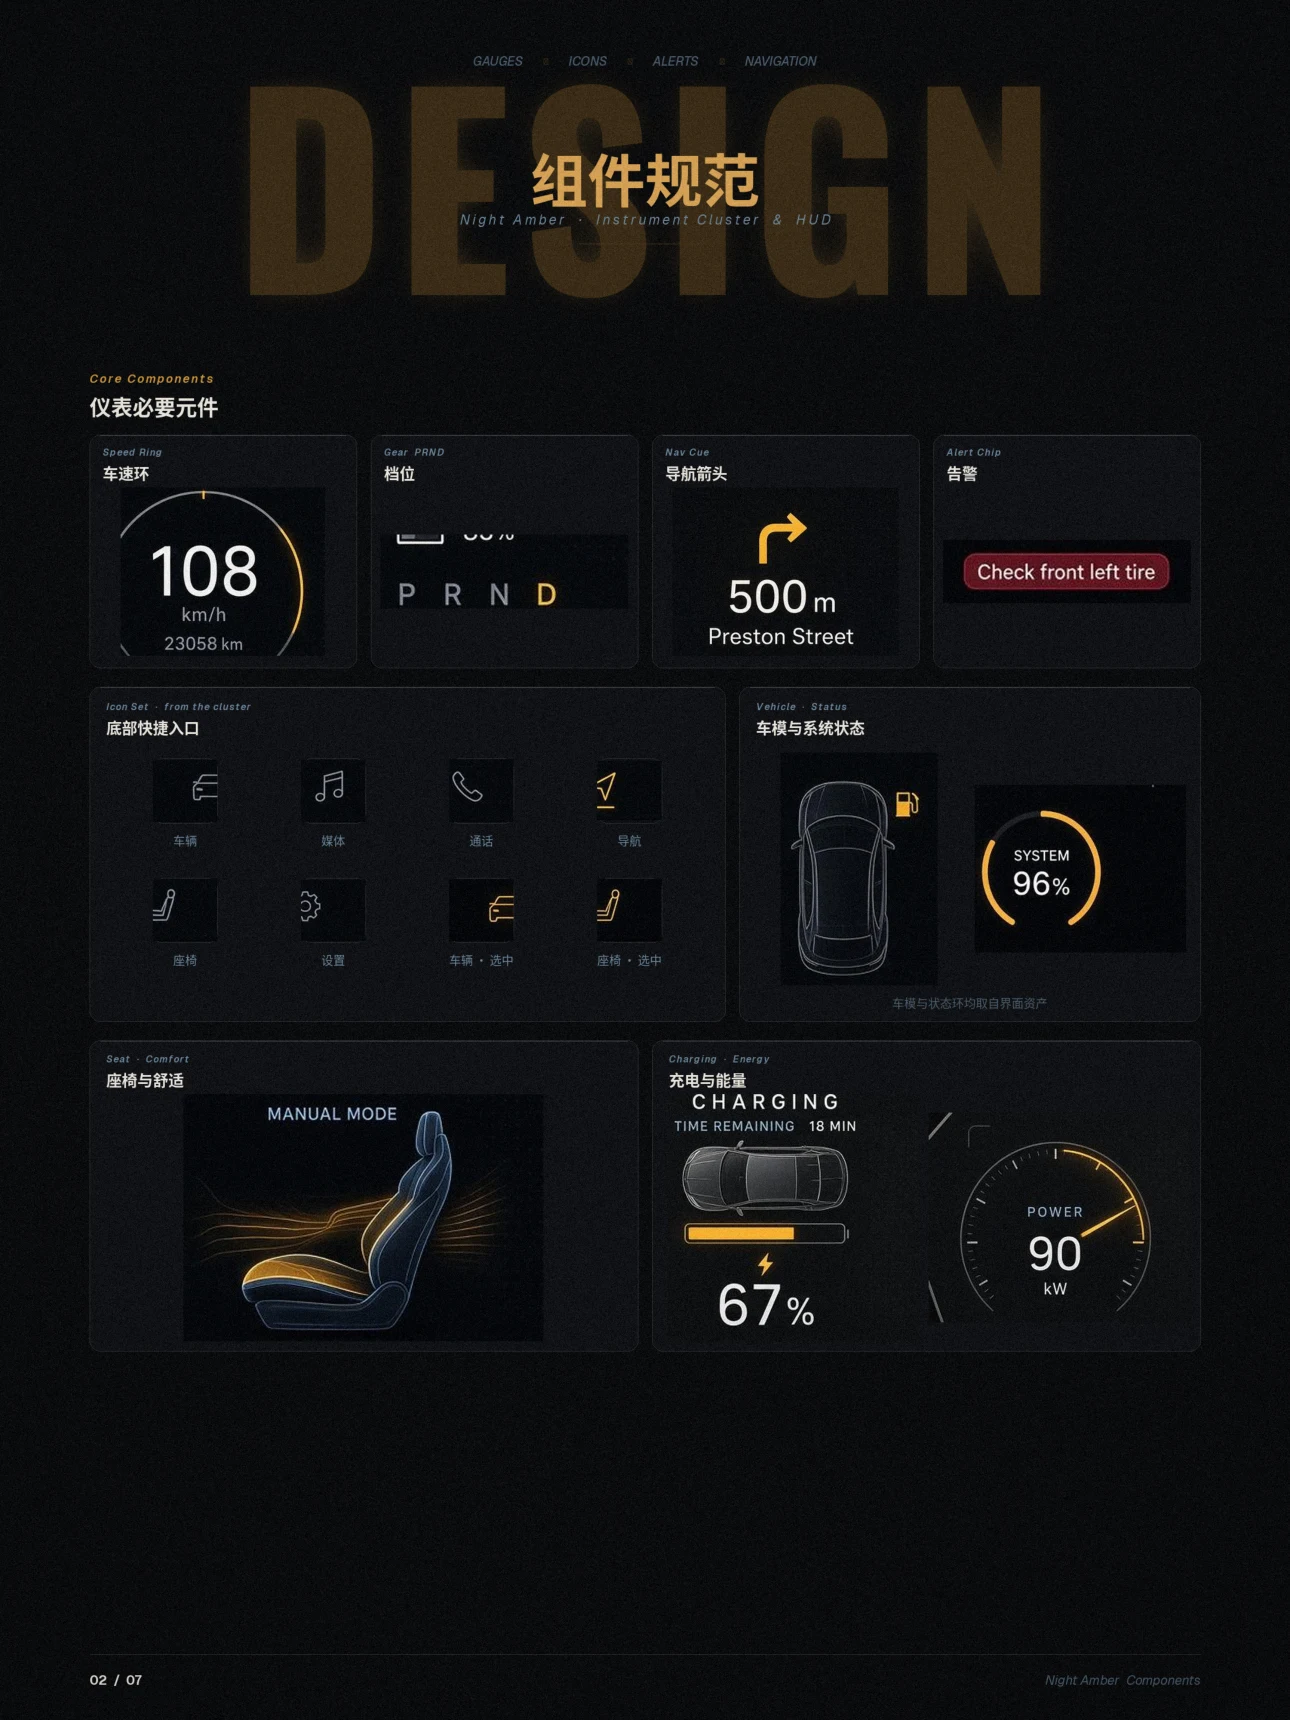 GAUGES ICONS ALERTS NAVIGATION
DESIGN
组件规范
Night Amber · Instrument Cluster & HUD
Core Components
仪表必要元件
Speed Ring
车速环
108
km/h
23058 km
Gear PRND
档位
P R N D
Nav Cue
导航箭头
500 m
Preston Street
Alert Chip
告警
Check front left tire
Icon Set · from the cluster
底部快捷入口
车辆
媒体
通话
导航
座椅
设置
车辆·选中
座椅·选中
Vehicle · Status
车模与系统状态
SYSTEM
96%
车模与状态环均取自界面资产
Seat · Comfort
座椅与舒适
MANUAL MODE
Charging · Energy
充电与能量
CHARGING
TIME REMAINING 18 MIN
67%
POWER
90
kW
02 / 07
Night Amber Components